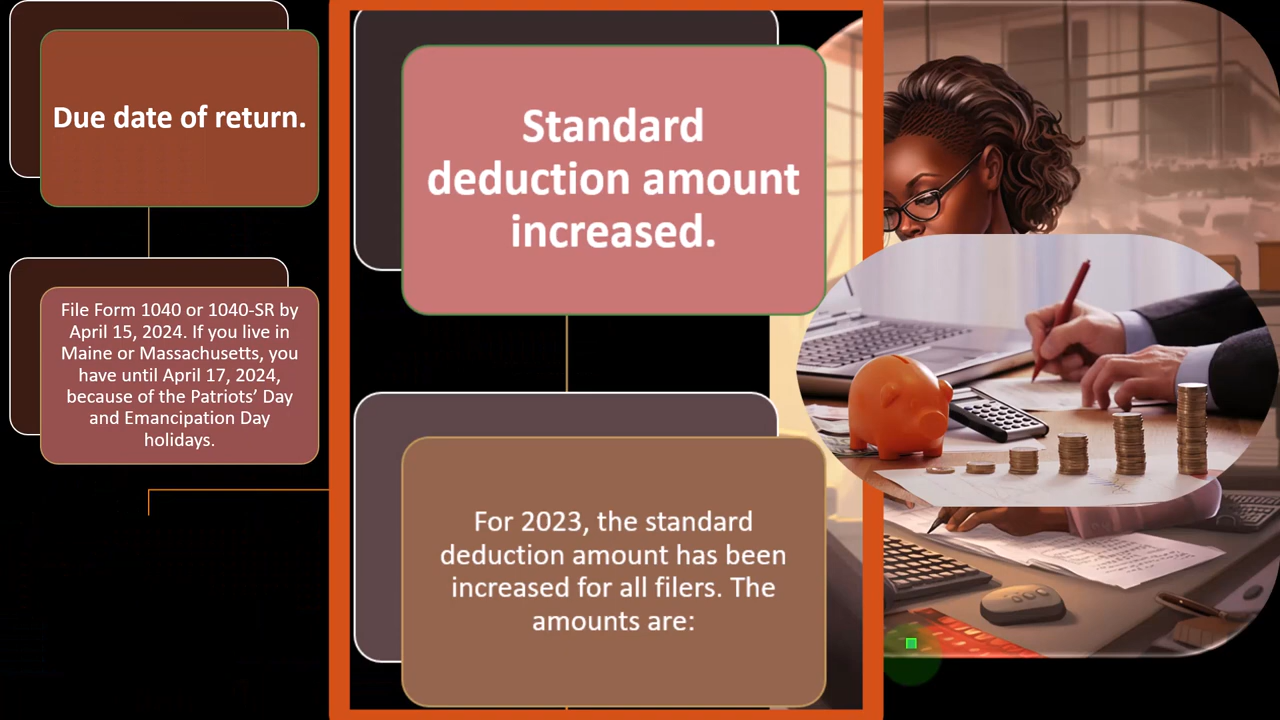 Due date of return.
File Form 1040 or 1040-SR by
April 15, 2024. If you live in
Maine or Massachusetts, you
have until April 17, 2024,
because of the Patriots’ Day
and Emancipation Day
holidays.
Standard
deduction amount
increased.
For 2023, the standard
deduction amount has been
increased for all filers. The
amounts are: